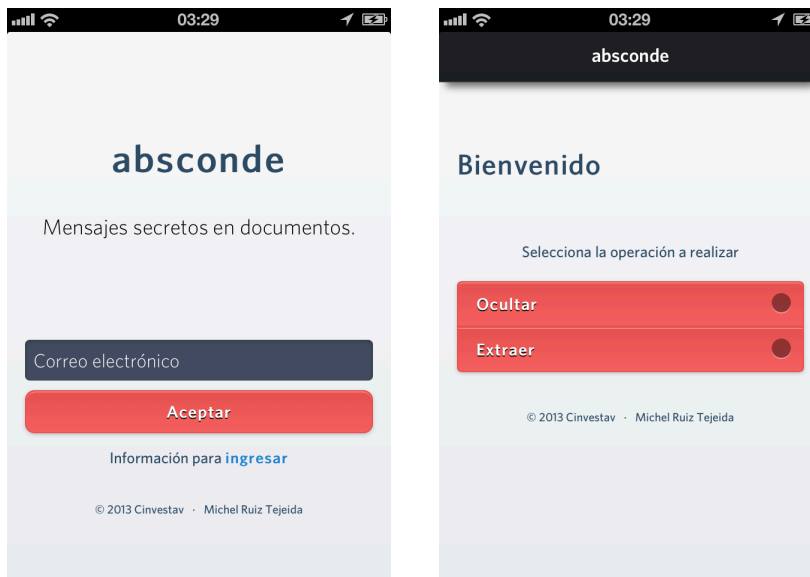 03:29
absconde
Mensajes secretos en documentos.
Correo electrónico
Aceptar
Información para ingresar
© 2013 Cinvestav · Michel Ruiz Tejeida
03:29
absconde
Bienvenido
Selecciona la operación a realizar
Ocultar
Extraer
© 2013 Cinvestav · Michel Ruiz Tejeida